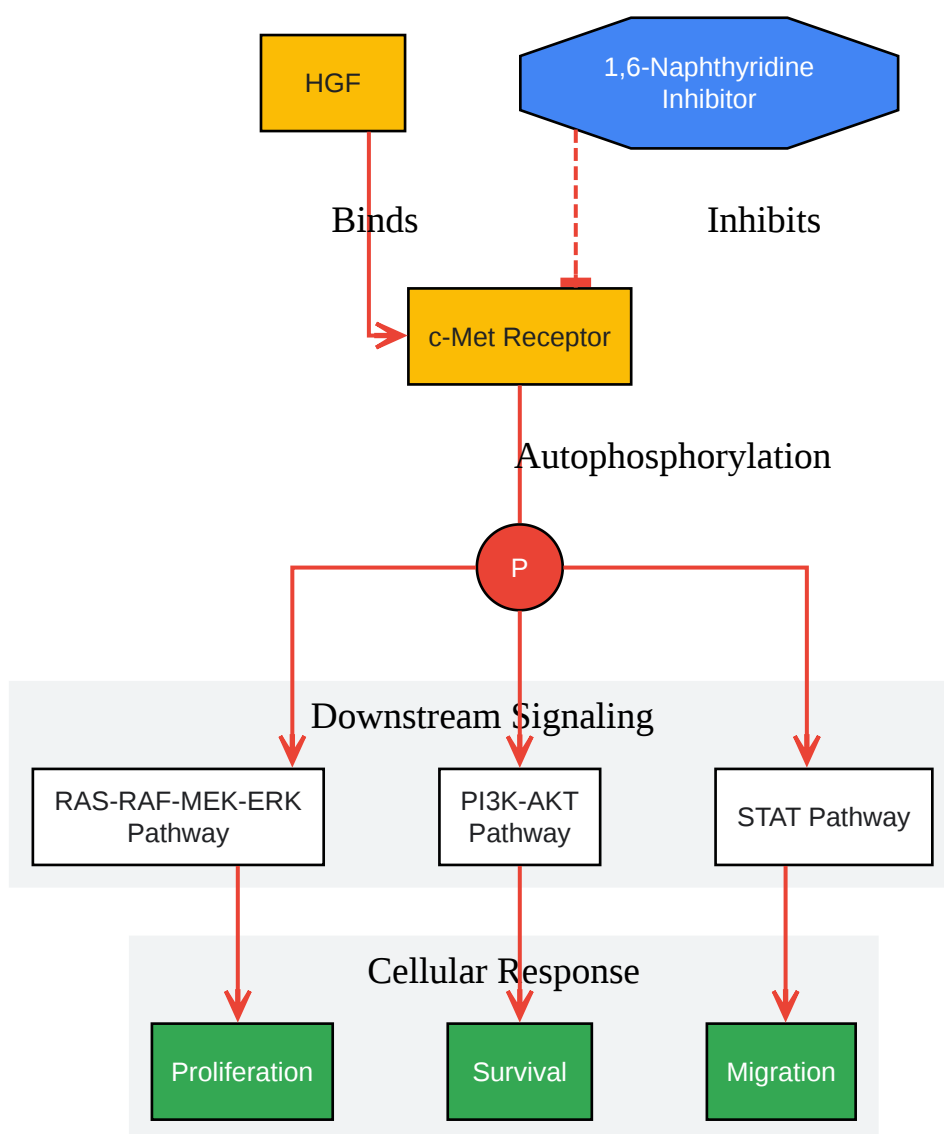 HGF
1,6-Naphthyridine
Inhibitor
Binds
Inhibits
c-Met Receptor
Autophosphorylation
P
Downstream Signaling
RAS-RAF-MEK-ERK
Pathway
PI3K-AKT
Pathway
STAT Pathway
Cellular Response
Proliferation
Survival
Migration